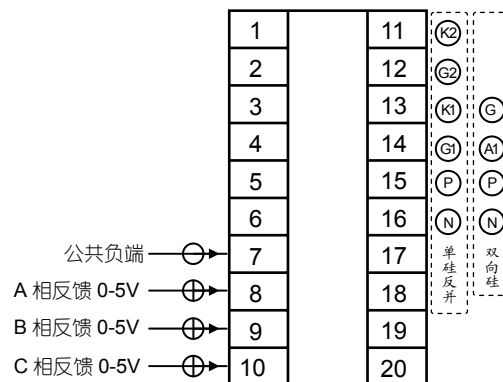 1 11 K2
2 12 G2
3 13 K1 G
4 14 G1 A1
5 15 P P
6 16 N N
公共负端 7 17
A 相反馈 0-5V 8 18
B 相反馈 0-5V 9 19
C 相反馈 0-5V 10 20
单硅反并
双向硅